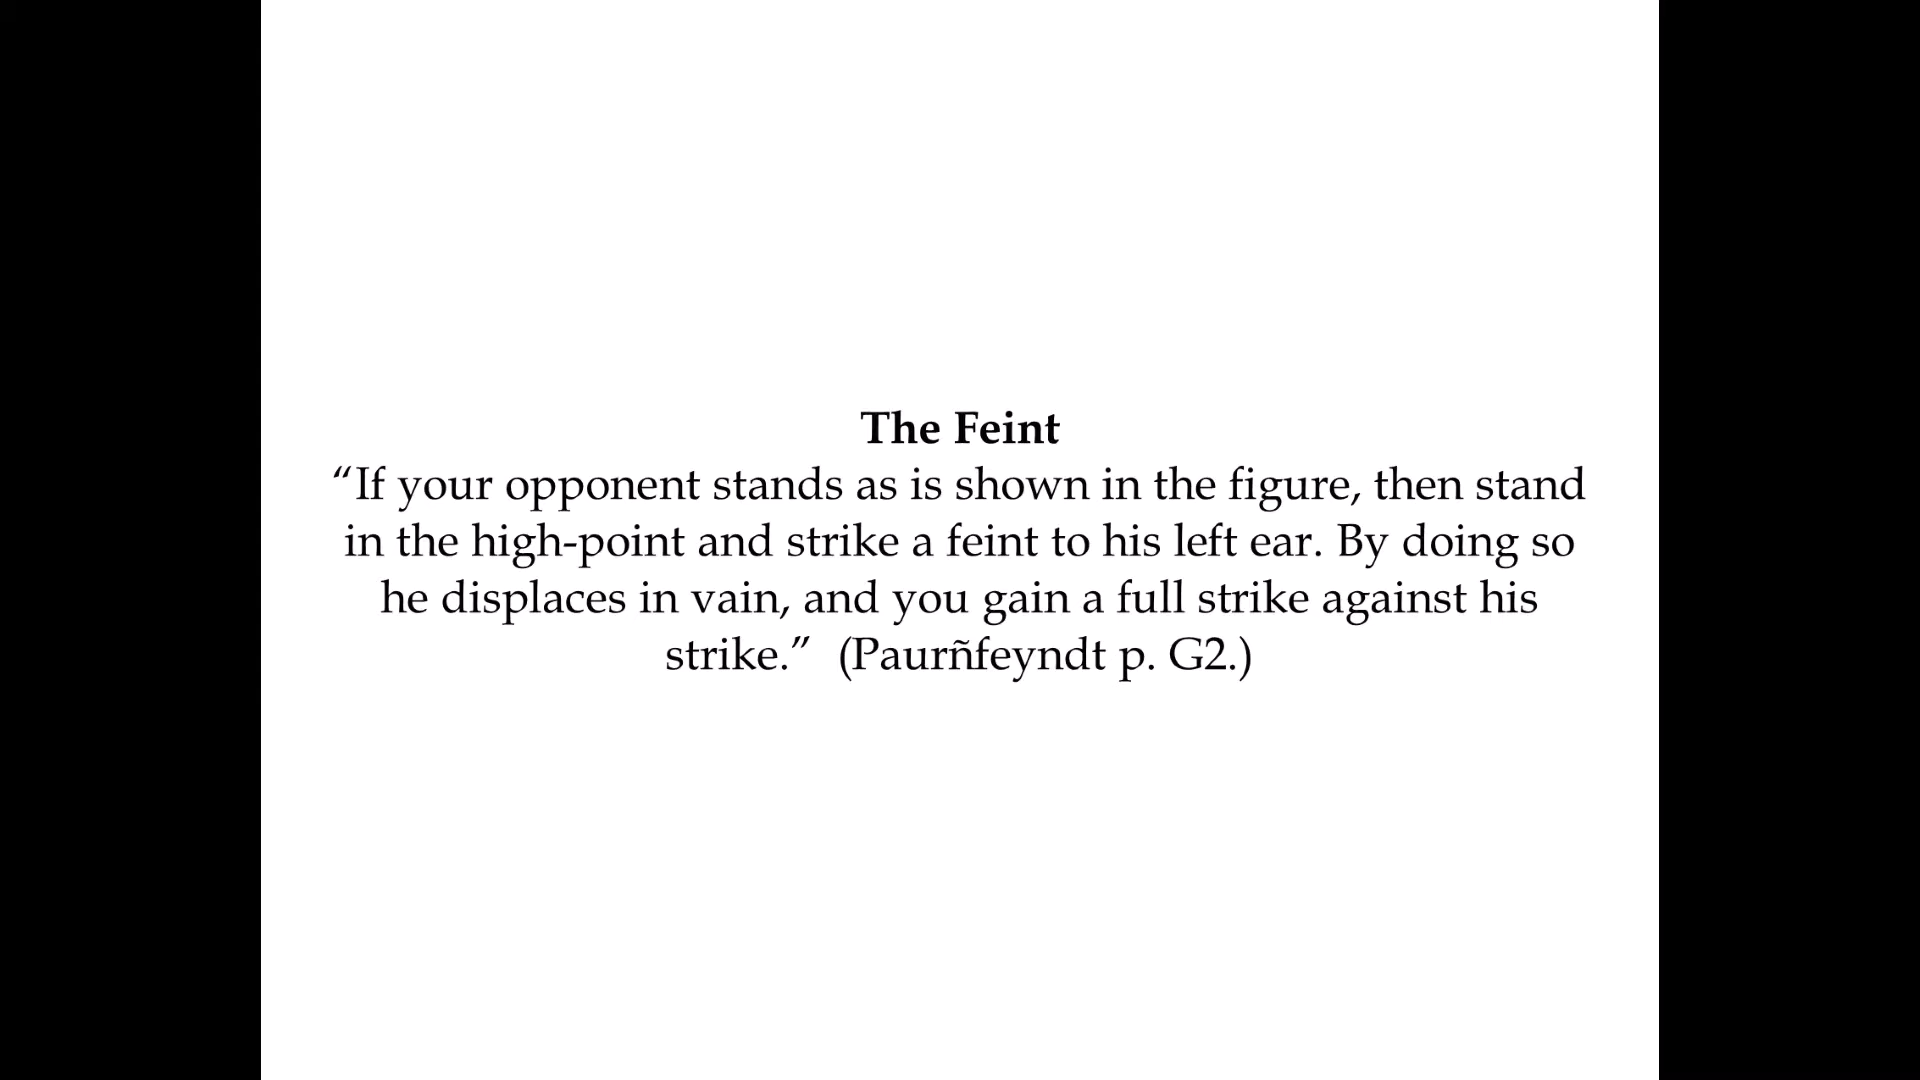 The Feint
“If your opponent stands as is shown in the figure, then stand
in the high-point and strike a feint to his left ear. By doing so
he displaces in vain, and you gain a full strike against his
strike.”  (Paurñfeyndt p. G2.)